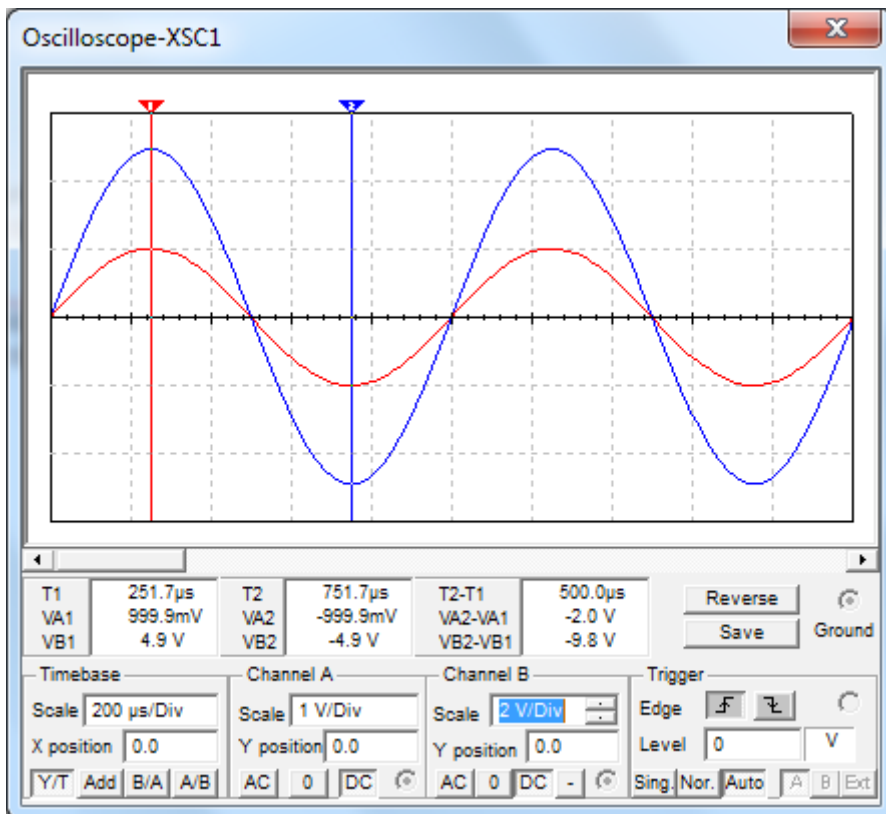 Oscilloscope-XSC1
1 2
T1 251.7µs T2 751.7µs T2-T1 500.0µs Reverse
VA1 999.9mV VA2 -999.9mV VA2-VA1 -2.0 V
VB1 4.9 V VB2 -4.9 V VB2-VB1 -9.8 V Save Ground
Timebase Channel A Channel B Trigger
Scale 200 µs/Div Scale 1 V/Div Scale 2 V/Div Edge
X position 0.0 Y position 0.0 Y position 0.0 Level 0 V
Y/T Add B/A A/B AC 0 DC AC 0 DC - Sing. Nor. Auto A B Ext